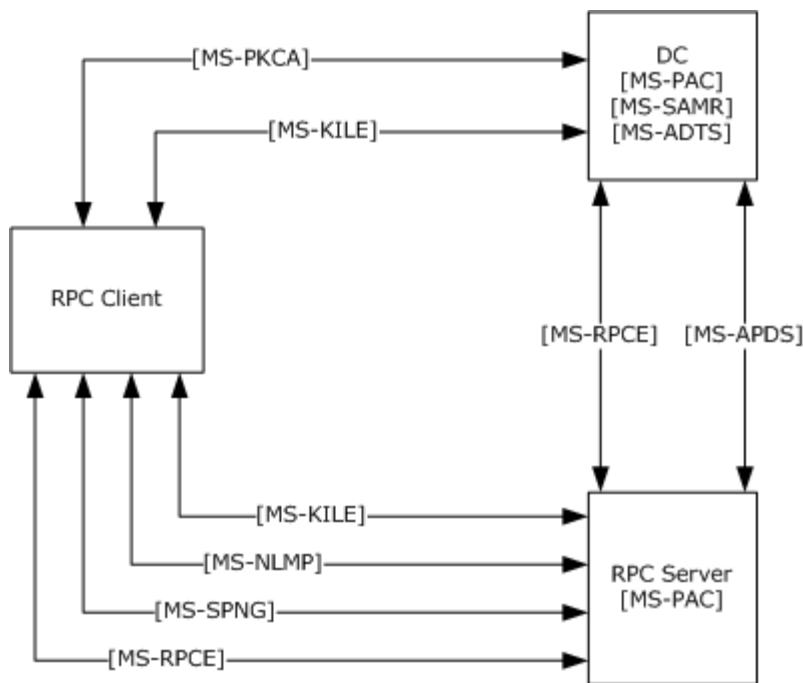 [MS-PKCA]
DC
[MS-PAC]
[MS-SAMR]
[MS-ADTS]
[MS-KILE]
RPC Client
[MS-RPCE]
[MS-APDS]
[MS-KILE]
[MS-NLMP]
[MS-SPNG]
[MS-RPCE]
RPC Server
[MS-PAC]